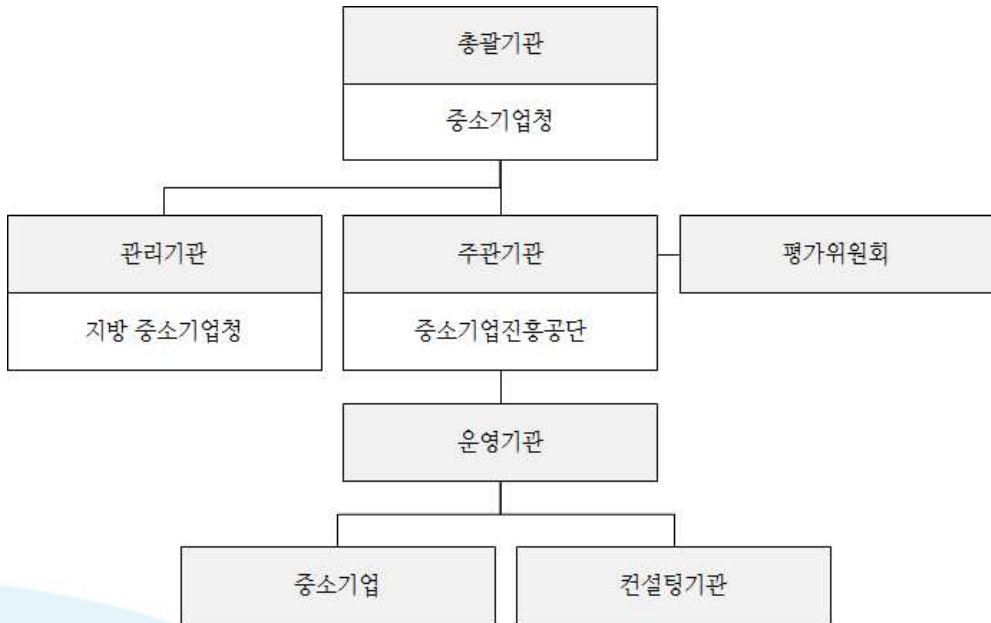 총괄기관
중소기업청
관리기관
주관기관
평가위원회
지방 중소기업청
중소기업진흥공단
운영기관
중소기업
컨설팅기관